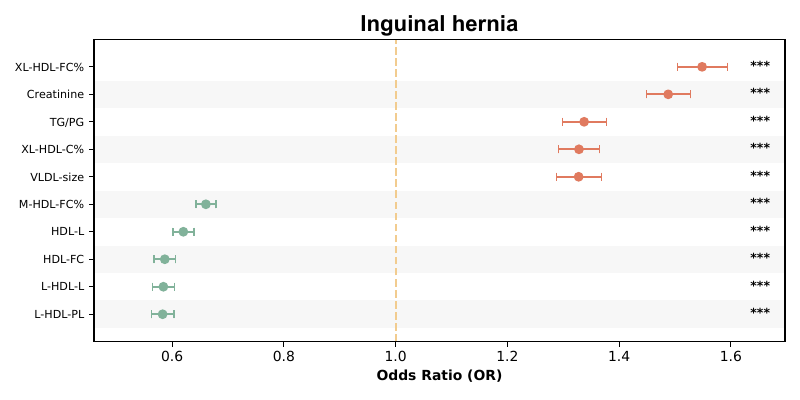 Inguinal hernia
XL-HDL-FC% ***
Creatinine ***
TG/PG ***
XL-HDL-C% ***
VLDL-size ***
M-HDL-FC% ***
HDL-L ***
HDL-FC ***
L-HDL-L ***
L-HDL-PL ***
0.6 0.8 1.0 1.2 1.4 1.6
Odds Ratio (OR)